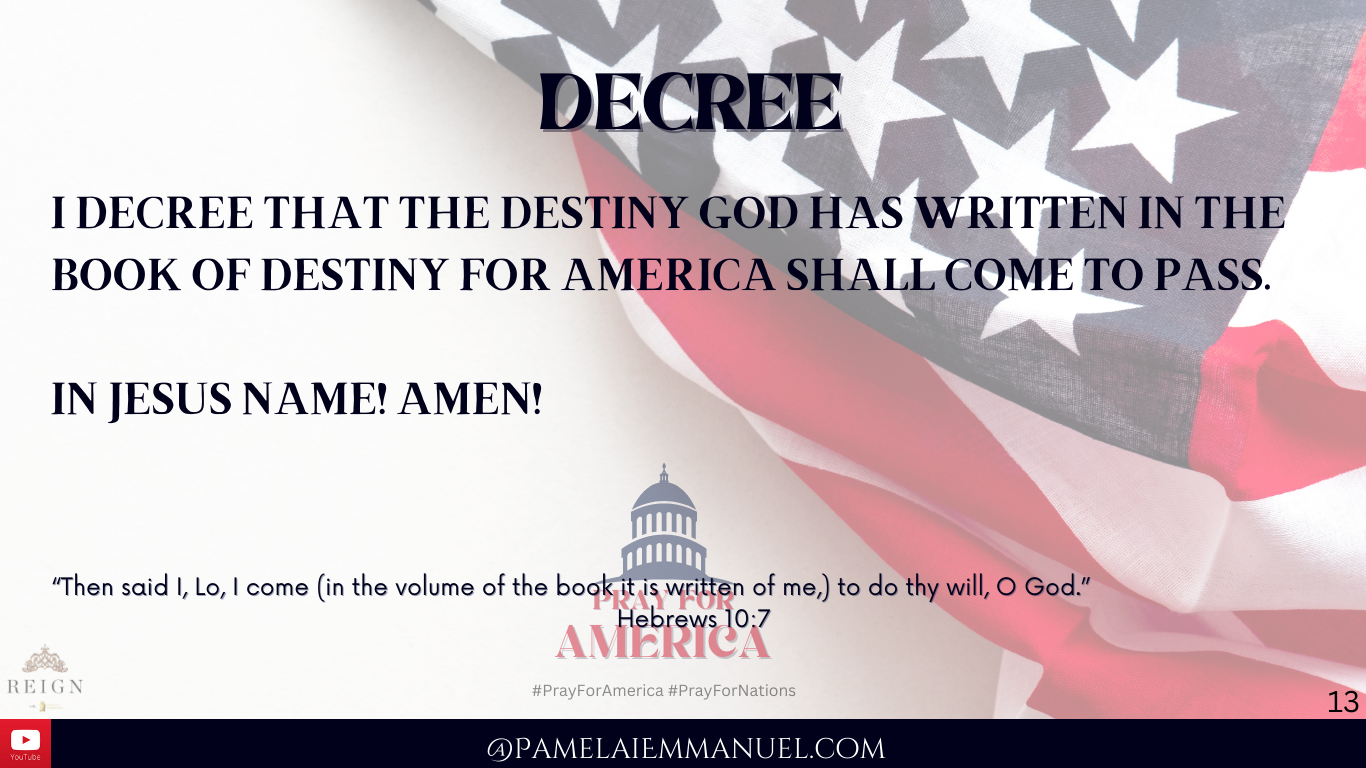 DECREE
I DECREE THAT THE DESTINY GOD HAS WRITTEN IN THE
BOOK OF DESTINY FOR AMERICA SHALL COME TO PASS.
IN JESUS NAME! AMEN!
“Then said I, Lo, I come (in the volume of the book it is written of me,) to do thy will, O God.”
Hebrews 10:7
PRAY FOR
AMERICA
#PrayForAmerica #PrayForNations
REIGN
13
YouTube
@PAMELAIEMMANUEL.COM